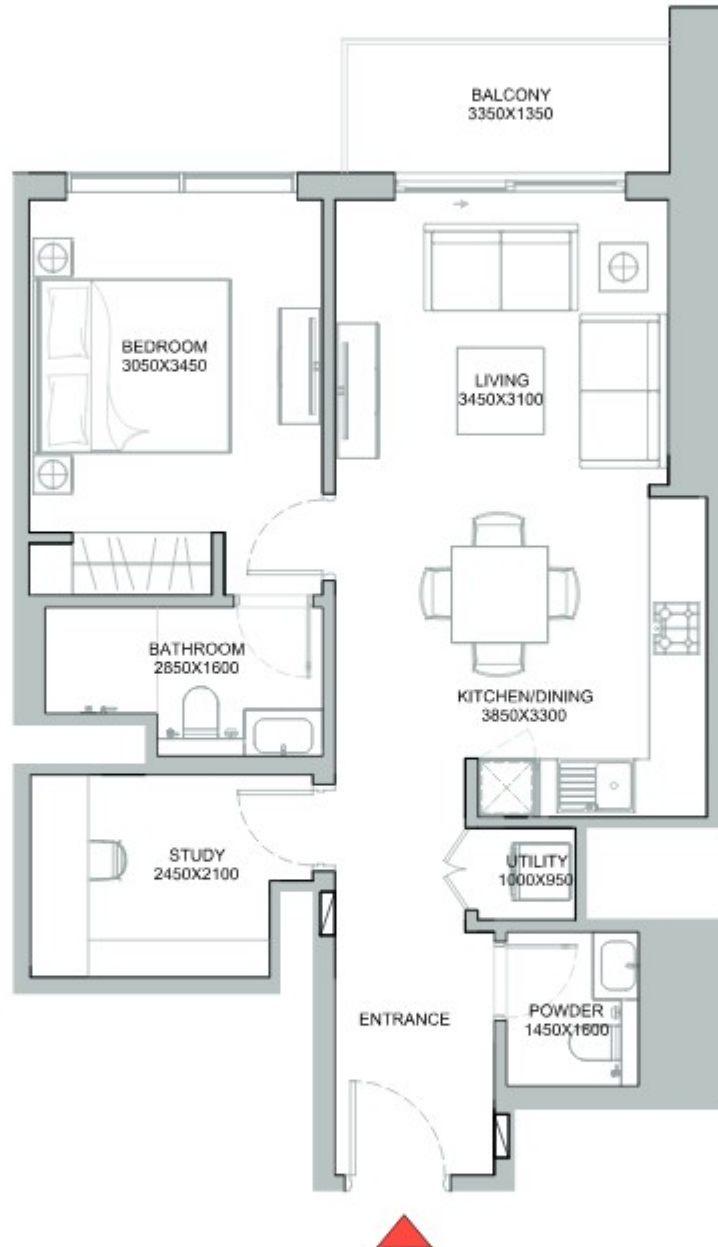 BALCONY
3350X1350
BEDROOM
3050X3450
LIVING
3450X3100
BATHROOM
2850X1600
KITCHEN/DINING
3850X3300
STUDY
2450X2100
UTILITY
1000X950
ENTRANCE
POWDER
1450X1600